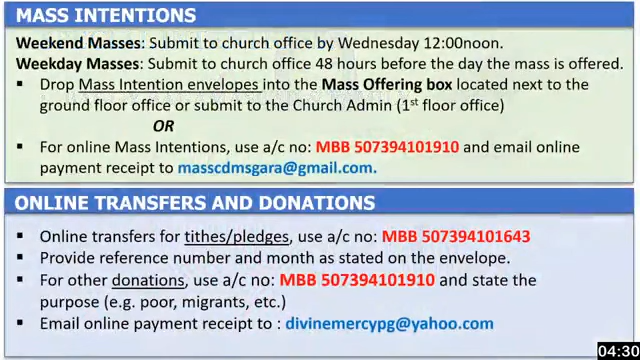 MASS INTENTIONS
Weekend Masses: Submit to church office by Wednesday 12:00noon.
Weekday Masses: Submit to church office 48 hours before the day the mass is offered.
▪ Drop Mass Intention envelopes into the Mass Offering box located next to the
ground floor office or submit to the Church Admin (1st floor office)
OR
▪ For online Mass Intentions, use a/c no: MBB 507394101910 and email online
payment receipt to masscdmsgara@gmail.com.
ONLINE TRANSFERS AND DONATIONS
▪ Online transfers for tithes/pledges, use a/c no: MBB 507394101643
▪ Provide reference number and month as stated on the envelope.
▪ For other donations, use a/c no: MBB 507394101910 and state the
purpose (e.g. poor, migrants, etc.)
▪ Email online payment receipt to : divinemercypg@yahoo.com
04:30